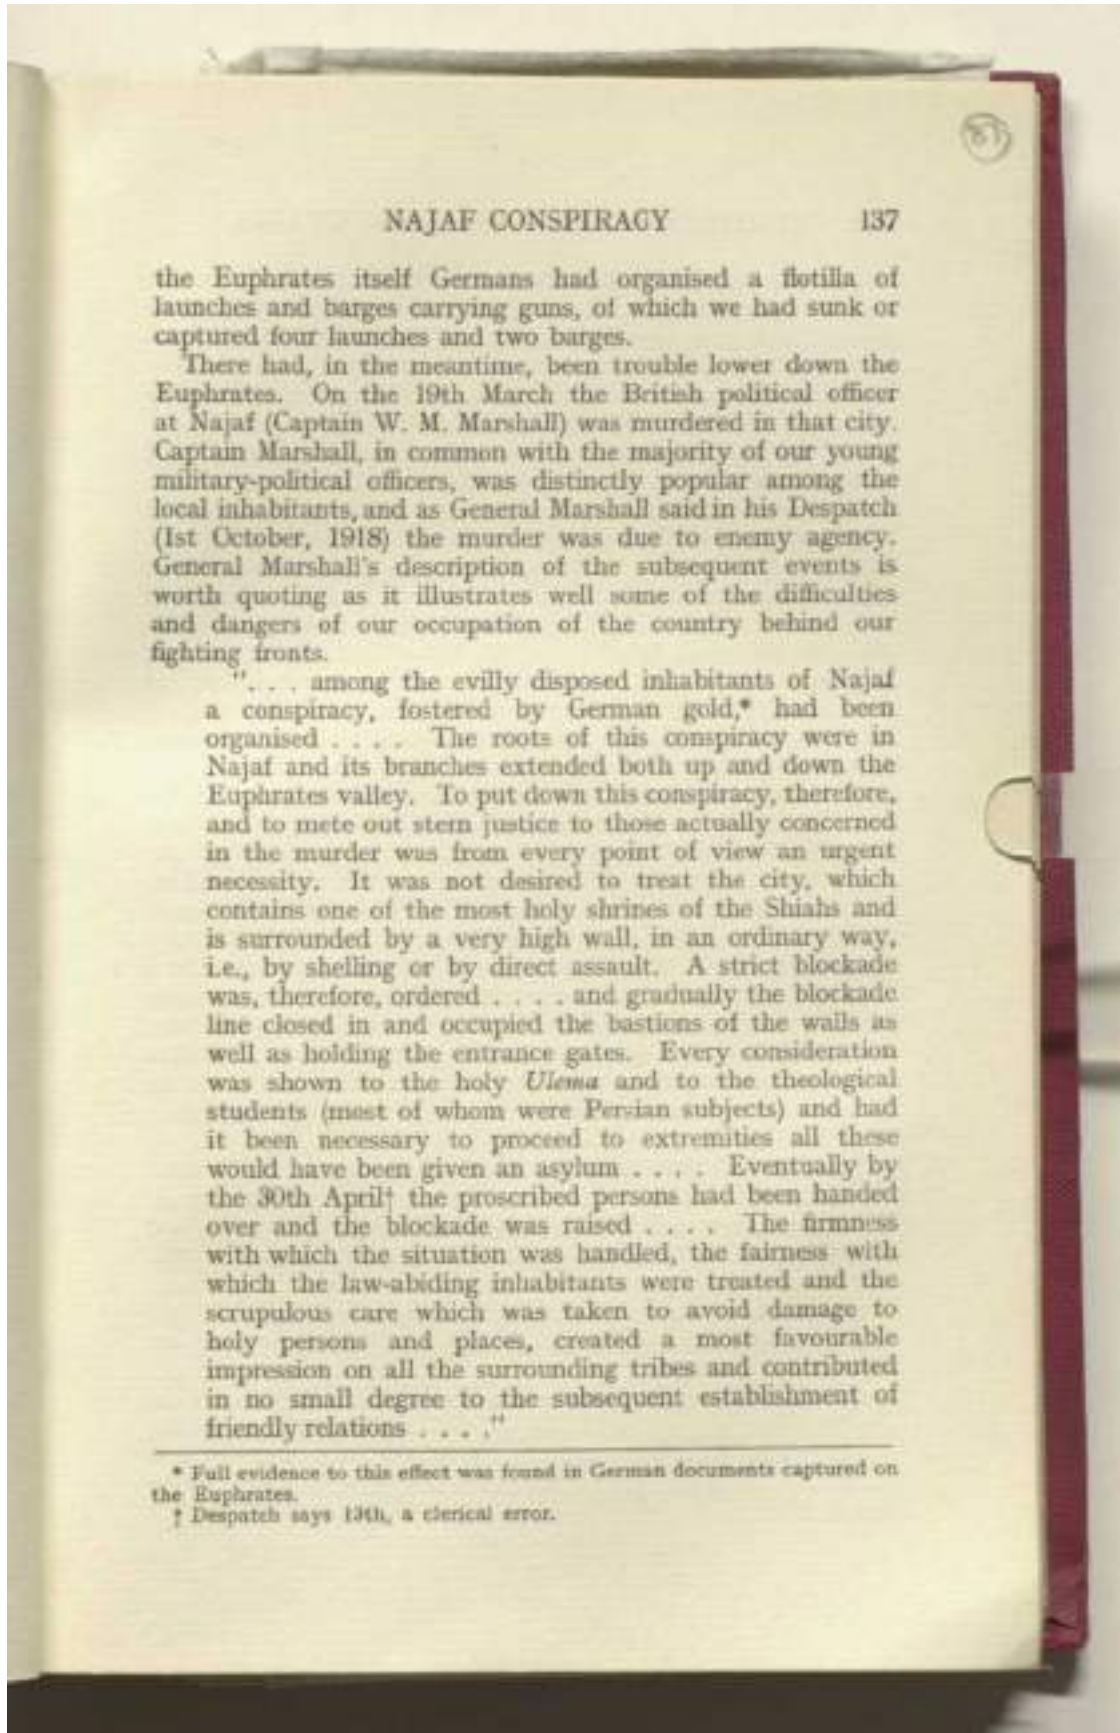 NAJAF CONSPIRACY 137
the Euphrates itself Germans had organised a flotilla of
launches and barges carrying guns, of which we had sunk or
captured four launches and two barges.
There had, in the meantime, been trouble lower down the
Euphrates. On the 19th March the British political officer
at Najaf (Captain W. M. Marshall) was murdered in that city.
Captain Marshall, in common with the majority of our young
military-political officers, was distinctly popular among the
local inhabitants, and as General Marshall said in his Despatch
(1st October, 1918) the murder was due to enemy agency.
General Marshall's description of the subsequent events is
worth quoting as it illustrates well some of the difficulties
and dangers of our occupation of the country behind our
fighting fronts.
". . . among the evilly disposed inhabitants of Najaf
a conspiracy, fostered by German gold,* had been
organised . . . . The roots of this conspiracy were in
Najaf and its branches extended both up and down the
Euphrates valley. To put down this conspiracy, therefore,
and to mete out stern justice to those actually concerned
in the murder was from every point of view an urgent
necessity. It was not desired to treat the city, which
contains one of the most holy shrines of the Shiahs and
is surrounded by a very high wall, in an ordinary way,
i.e., by shelling or by direct assault. A strict blockade
was, therefore, ordered . . . . and gradually the blockade
line closed in and occupied the bastions of the walls as
well as holding the entrance gates. Every consideration
was shown to the holy Ulema and to the theological
students (most of whom were Persian subjects) and had
it been necessary to proceed to extremities all these
would have been given an asylum . . . . Eventually by
the 30th April† the proscribed persons had been handed
over and the blockade was raised . . . . The firmness
with which the situation was handled, the fairness with
which the law-abiding inhabitants were treated and the
scrupulous care which was taken to avoid damage to
holy persons and places, created a most favourable
impression on all the surrounding tribes and contributed
in no small degree to the subsequent establishment of
friendly relations . . . ."
* Full evidence to this effect was found in German documents captured on
the Euphrates.
† Despatch says 13th, a clerical error.